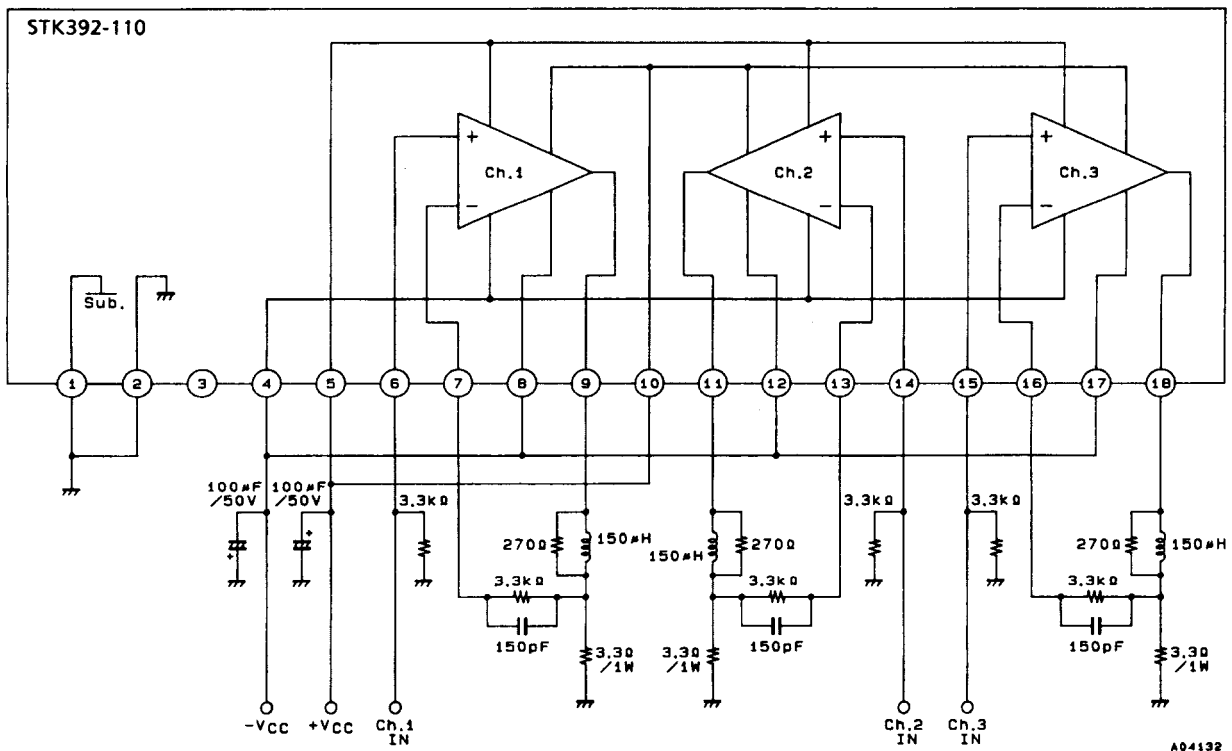 STK392-110
+
Ch.1
−
+
Ch.2
−
+
Ch.3
−
Sub.
1 2 3 4 5 6 7 8 9 10 11 12 13 14 15 16 17 18
100μF
/50V
100μF
/50V
3.3kΩ
3.3kΩ
3.3kΩ
+
+
270Ω
150μH
150μH
270Ω
270Ω
150μH
3.3kΩ
3.3kΩ
3.3kΩ
150pF
150pF
150pF
3.3Ω
/1W
3.3Ω
/1W
3.3Ω
/1W
−VCC
+VCC
Ch.1
IN
Ch.2
IN
Ch.3
IN
A04132